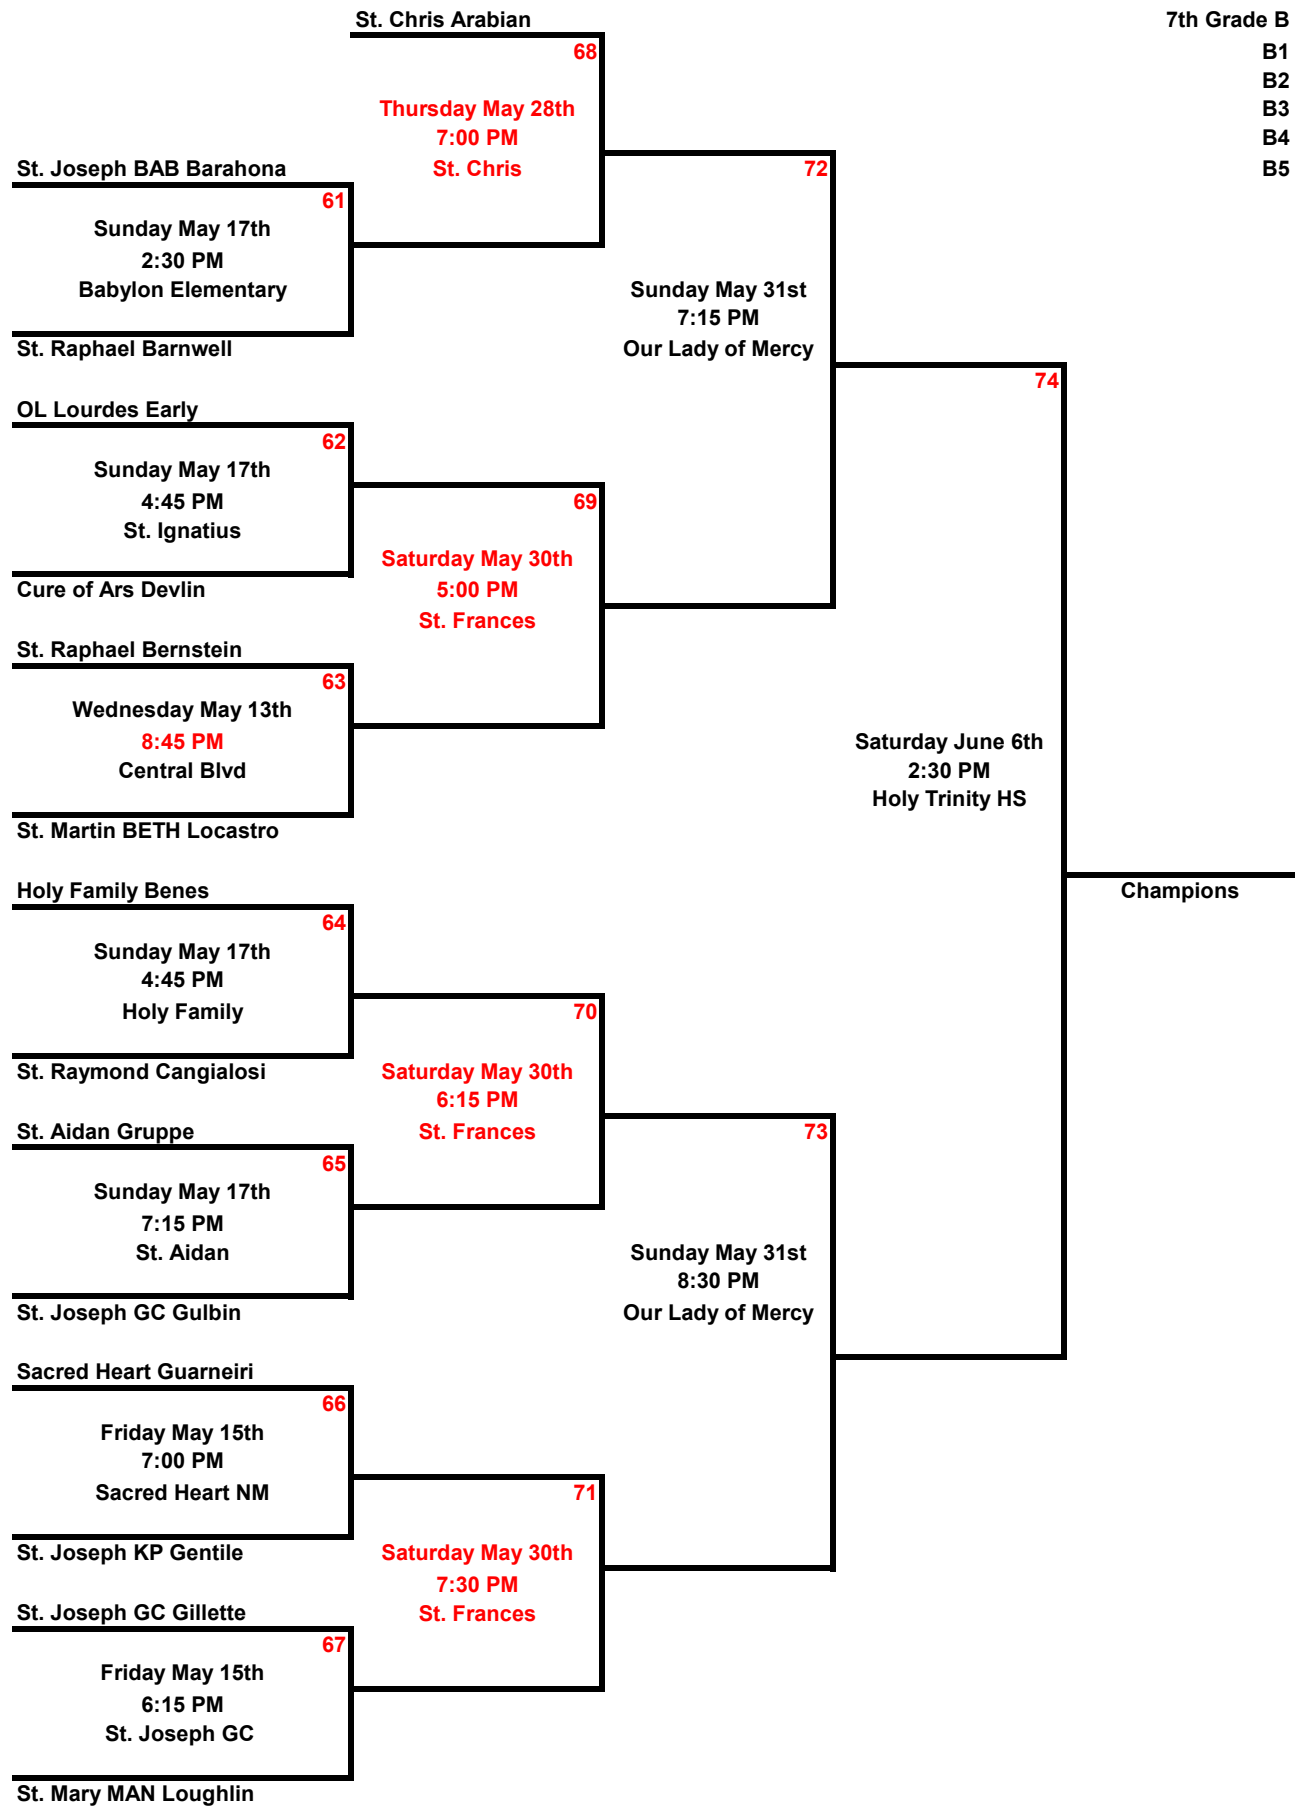 St. Chris Arabian
7th Grade B
68
B1
B2
Thursday May 28th
B3
7:00 PM
B4
St. Joseph BAB Barahona
St. Chris
72
B5
61
Sunday May 17th
2:30 PM
Babylon Elementary
Sunday May 31st
7:15 PM
St. Raphael Barnwell
Our Lady of Mercy
74
OL Lourdes Early
62
Sunday May 17th
4:45 PM
69
St. Ignatius
Saturday May 30th
Cure of Ars Devlin
5:00 PM
St. Frances
St. Raphael Bernstein
63
Wednesday May 13th
8:45 PM
Saturday June 6th
Central Blvd
2:30 PM
Holy Trinity HS
St. Martin BETH Locastro
Holy Family Benes
Champions
64
Sunday May 17th
4:45 PM
Holy Family
70
St. Raymond Cangialosi
Saturday May 30th
6:15 PM
St. Aidan Gruppe
St. Frances
73
65
Sunday May 17th
7:15 PM
St. Aidan
Sunday May 31st
8:30 PM
St. Joseph GC Gulbin
Our Lady of Mercy
Sacred Heart Guarneiri
66
Friday May 15th
7:00 PM
Sacred Heart NM
71
St. Joseph KP Gentile
Saturday May 30th
7:30 PM
St. Joseph GC Gillette
St. Frances
67
Friday May 15th
6:15 PM
St. Joseph GC
St. Mary MAN Loughlin